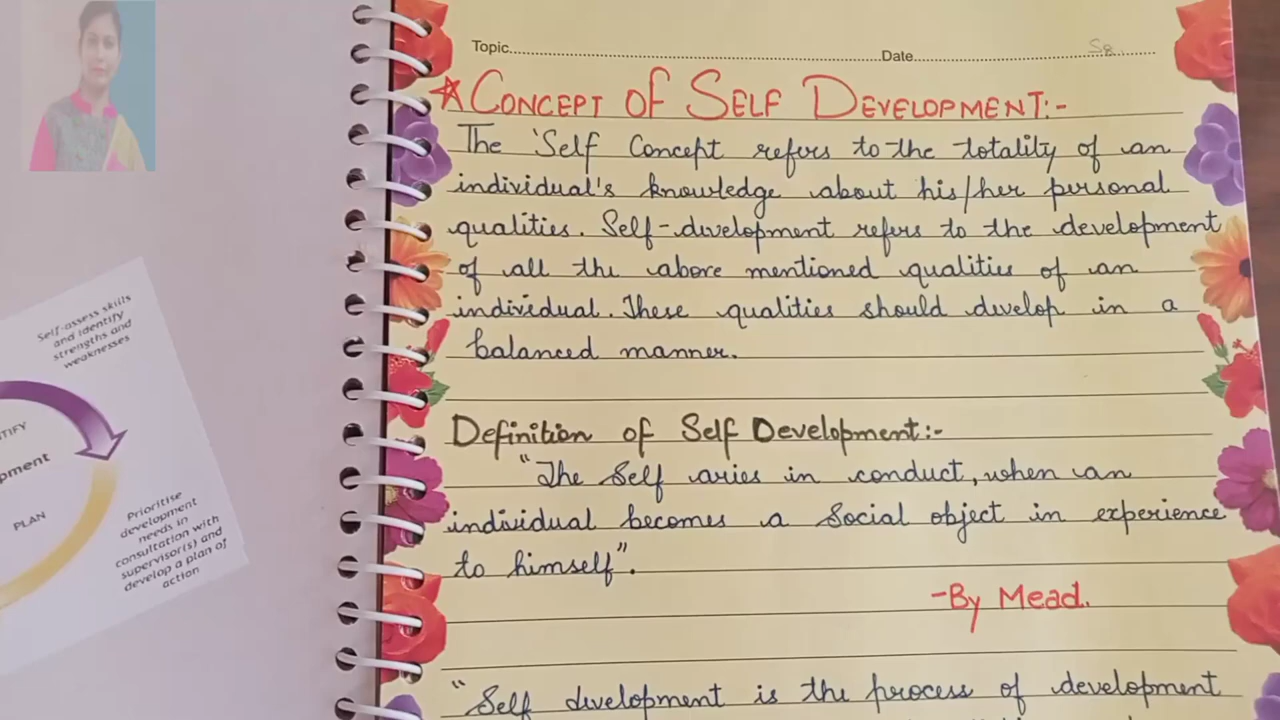 Self-assess skills
and identify
strengths and
weaknesses
PLAN
Prioritise
development
needs in
consultation with
supervisor(s) and
develop a plan of
action
Topic Date
*CONCEPT OF SELF DEVELOPMENT:-
The 'Self Concept refers to the totality of an
individual's knowledge about his/her personal
qualities. Self-development refers to the development
of all the above mentioned qualities of an
individual. These qualities should develop in a
balanced manner.
Definition of Self Development:-
"The Self aries in conduct, when an
individual becomes a Social object in experience
to himself".
-By Mead.
"Self development is the process of development